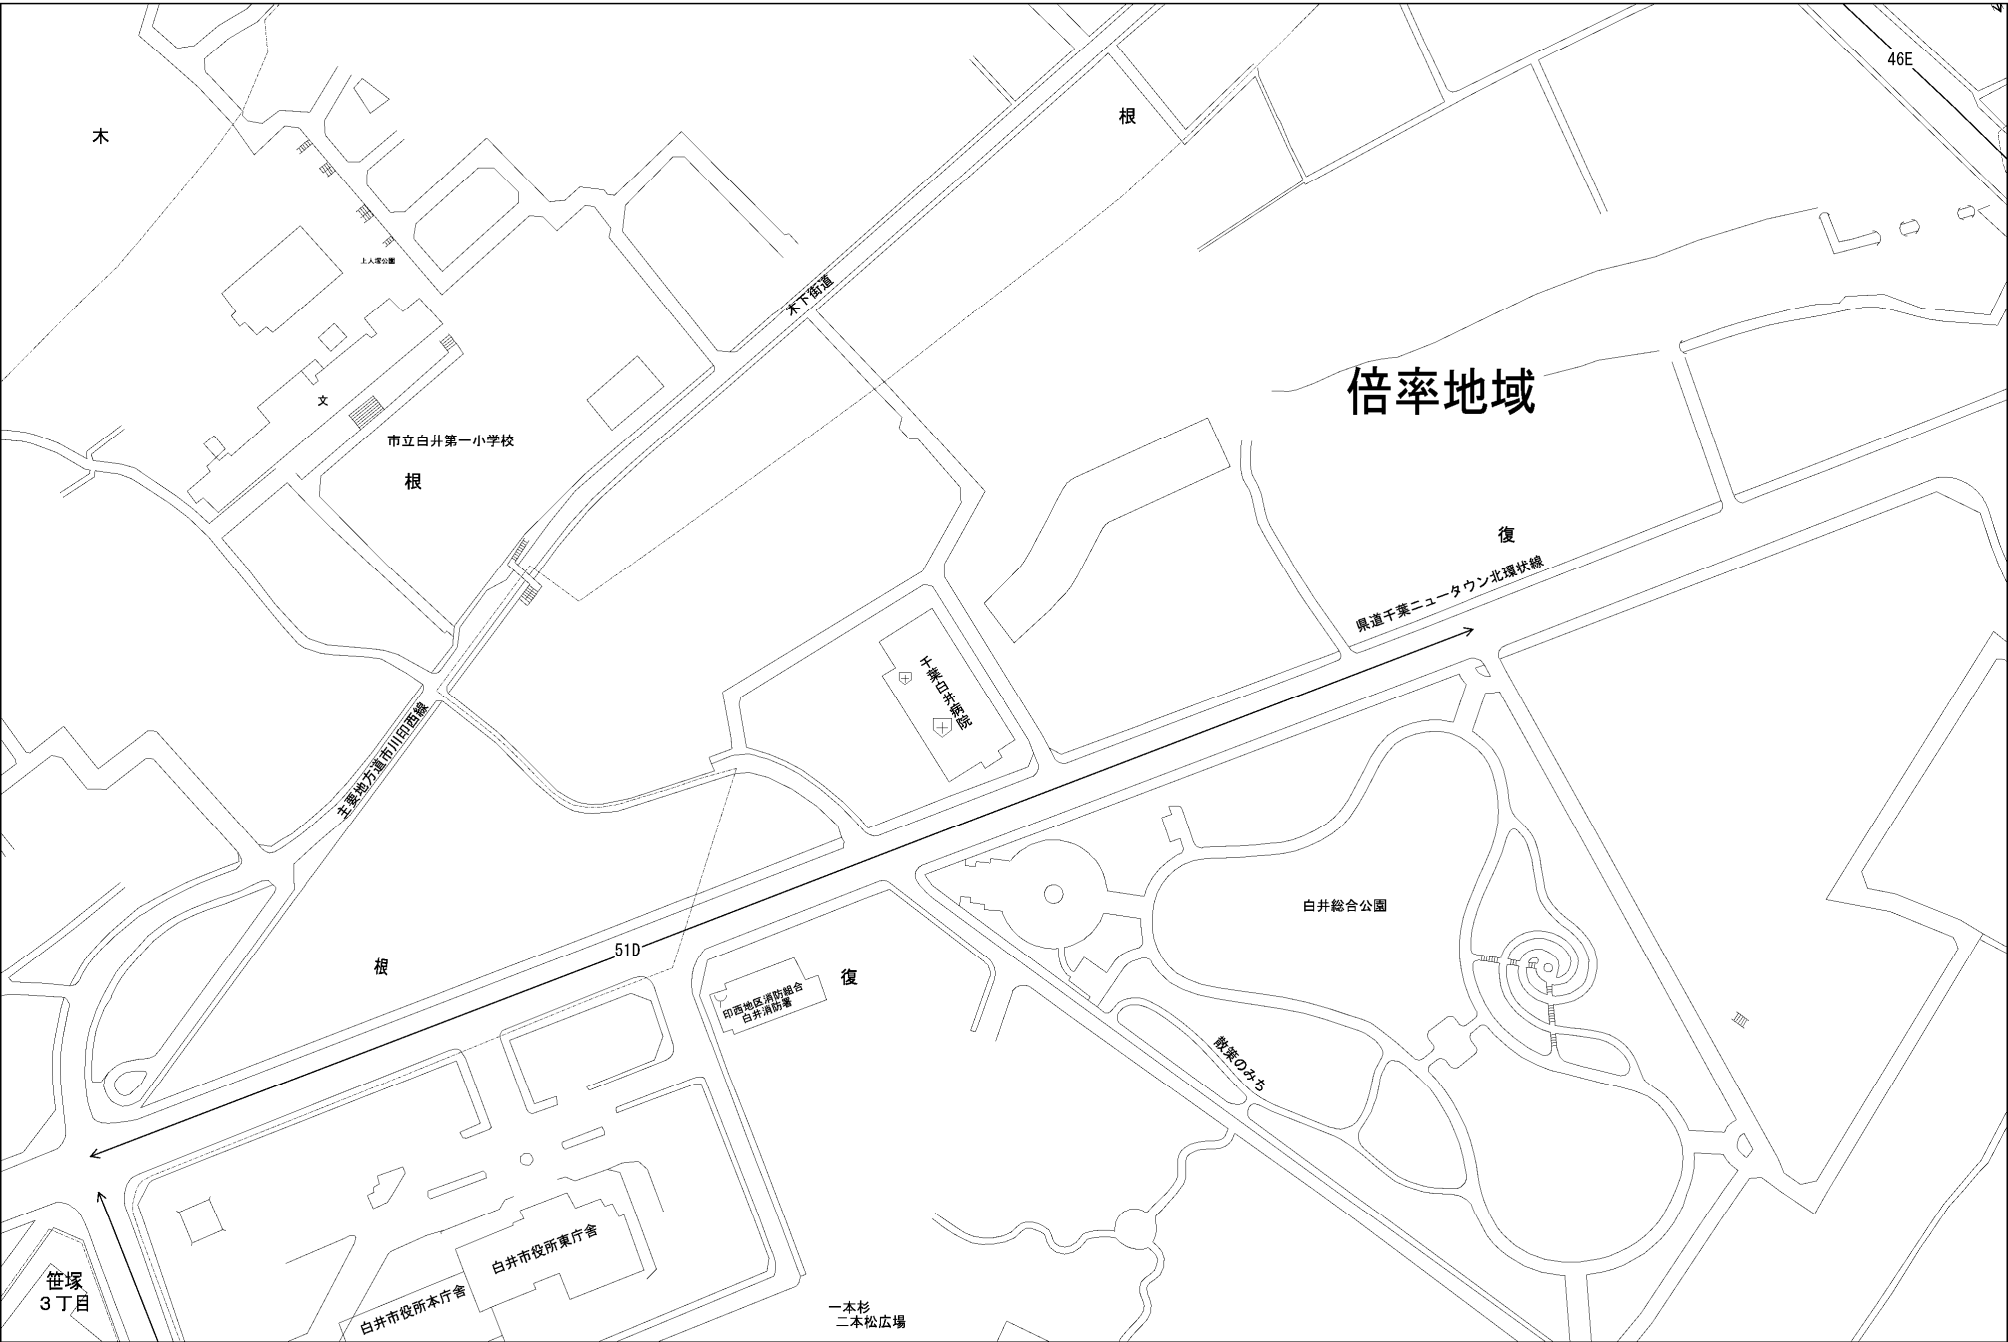 46E
根
木
上人塚公園
木下街道
倍率地域
文
市立白井第一小学校
根
復
県道千葉ニュータウン北環状線
千葉白井病院
主要地方道市川印西線
白井総合公園
51D
根
復
印西地区消防組合
白井消防署
散策のみち
白井市役所東庁舎
笹塚
3丁目
白井市役所本庁舎
一本杉
二本松広場